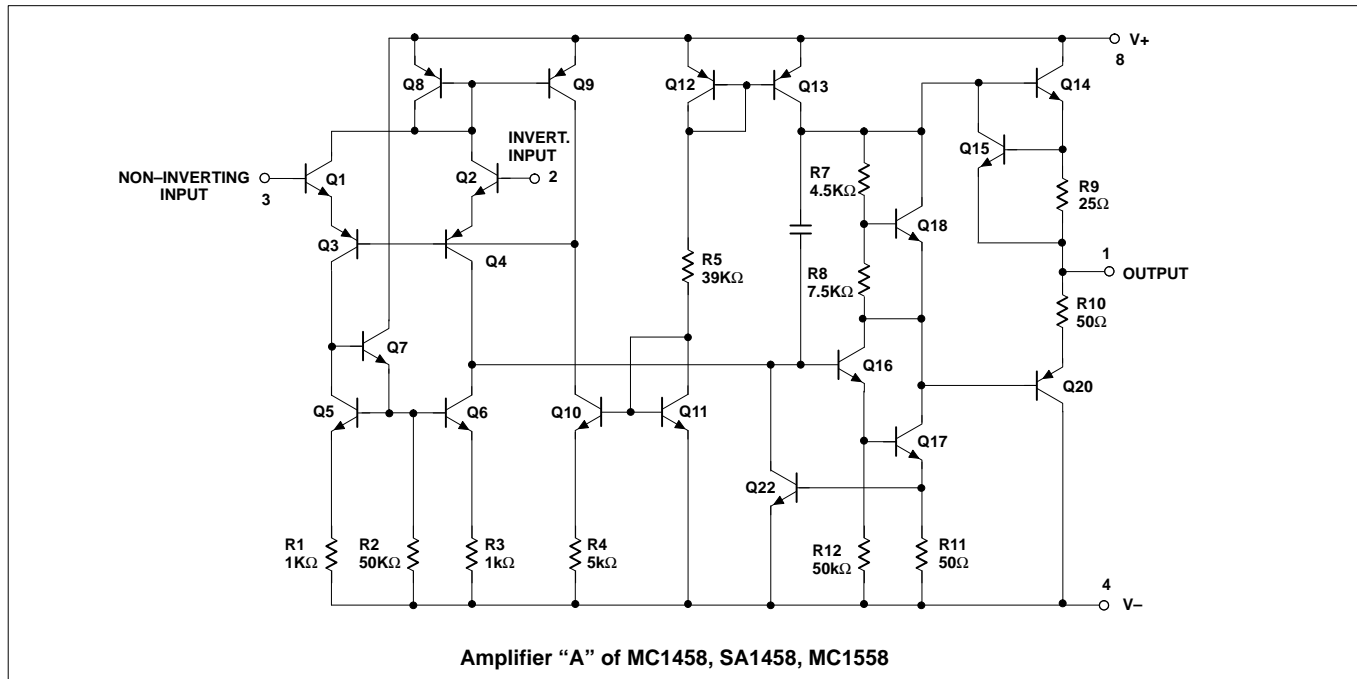 V+
8
Q8
Q9
Q12
Q13
Q14
INVERT.
INPUT
2
Q15
NON–INVERTING
INPUT
3
Q1
Q2
R7
4.5KΩ
R9
25Ω
Q18
Q3
Q4
R5
39KΩ
R8
7.5KΩ
1
OUTPUT
R10
50Ω
Q7
Q16
Q20
Q5
Q6
Q10
Q11
Q17
Q22
R1
1KΩ
R2
50KΩ
R3
1kΩ
R4
5kΩ
R12
50kΩ
R11
50Ω
4
V–
Amplifier “A” of MC1458, SA1458, MC1558